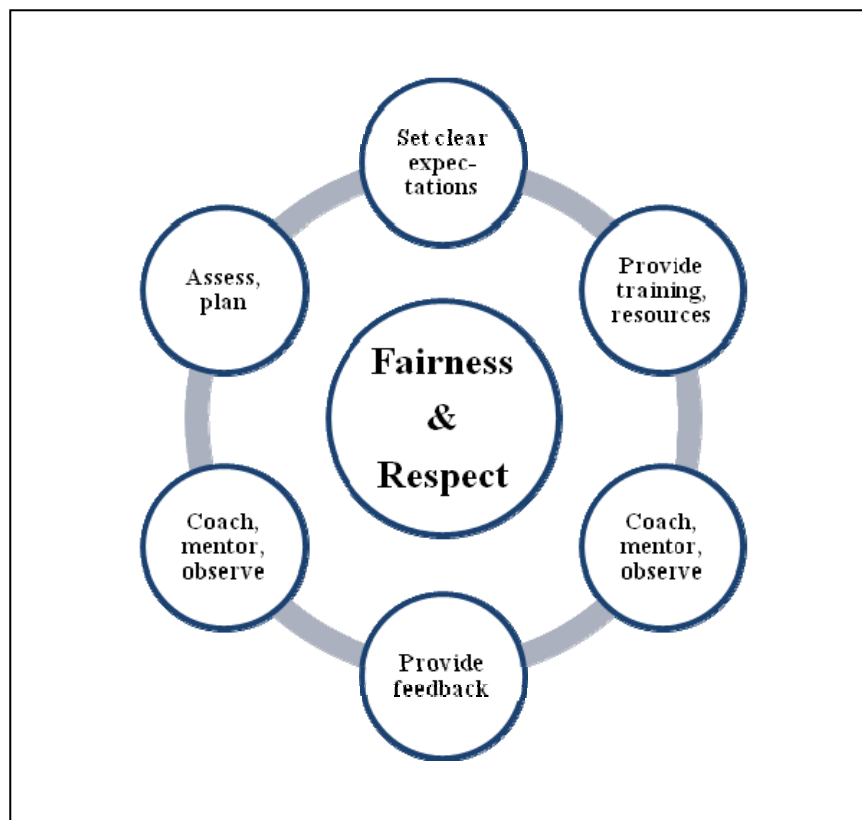 Set clear
expec-
tations
Provide
training,
resources
Coach,
mentor,
observe
Provide
feedback
Coach,
mentor,
observe
Assess,
plan
Fairness
&
Respect